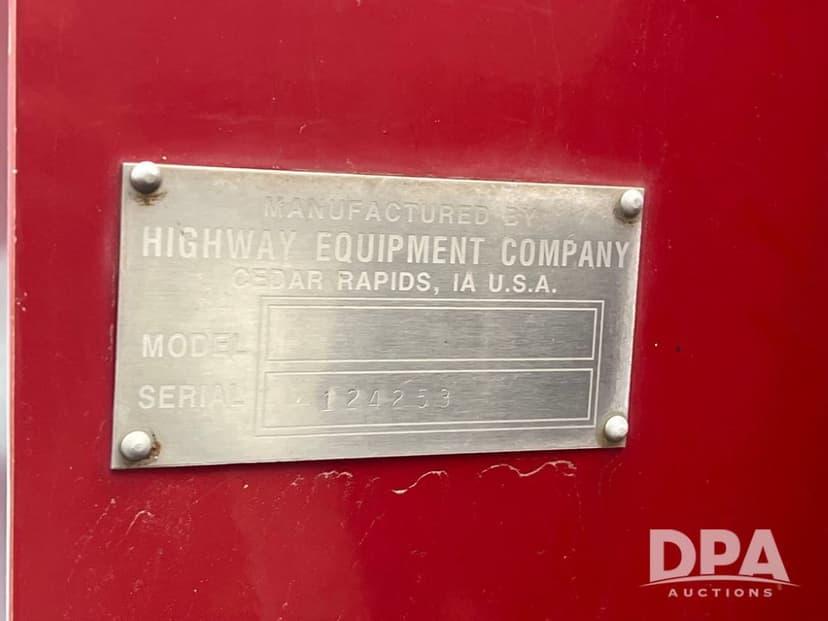 MANUFACTURED BY
HIGHWAY EQUIPMENT COMPANY
CEDAR RAPIDS, IA U.S.A.
MODEL
SERIAL 124253
DPA
AUCTIONS